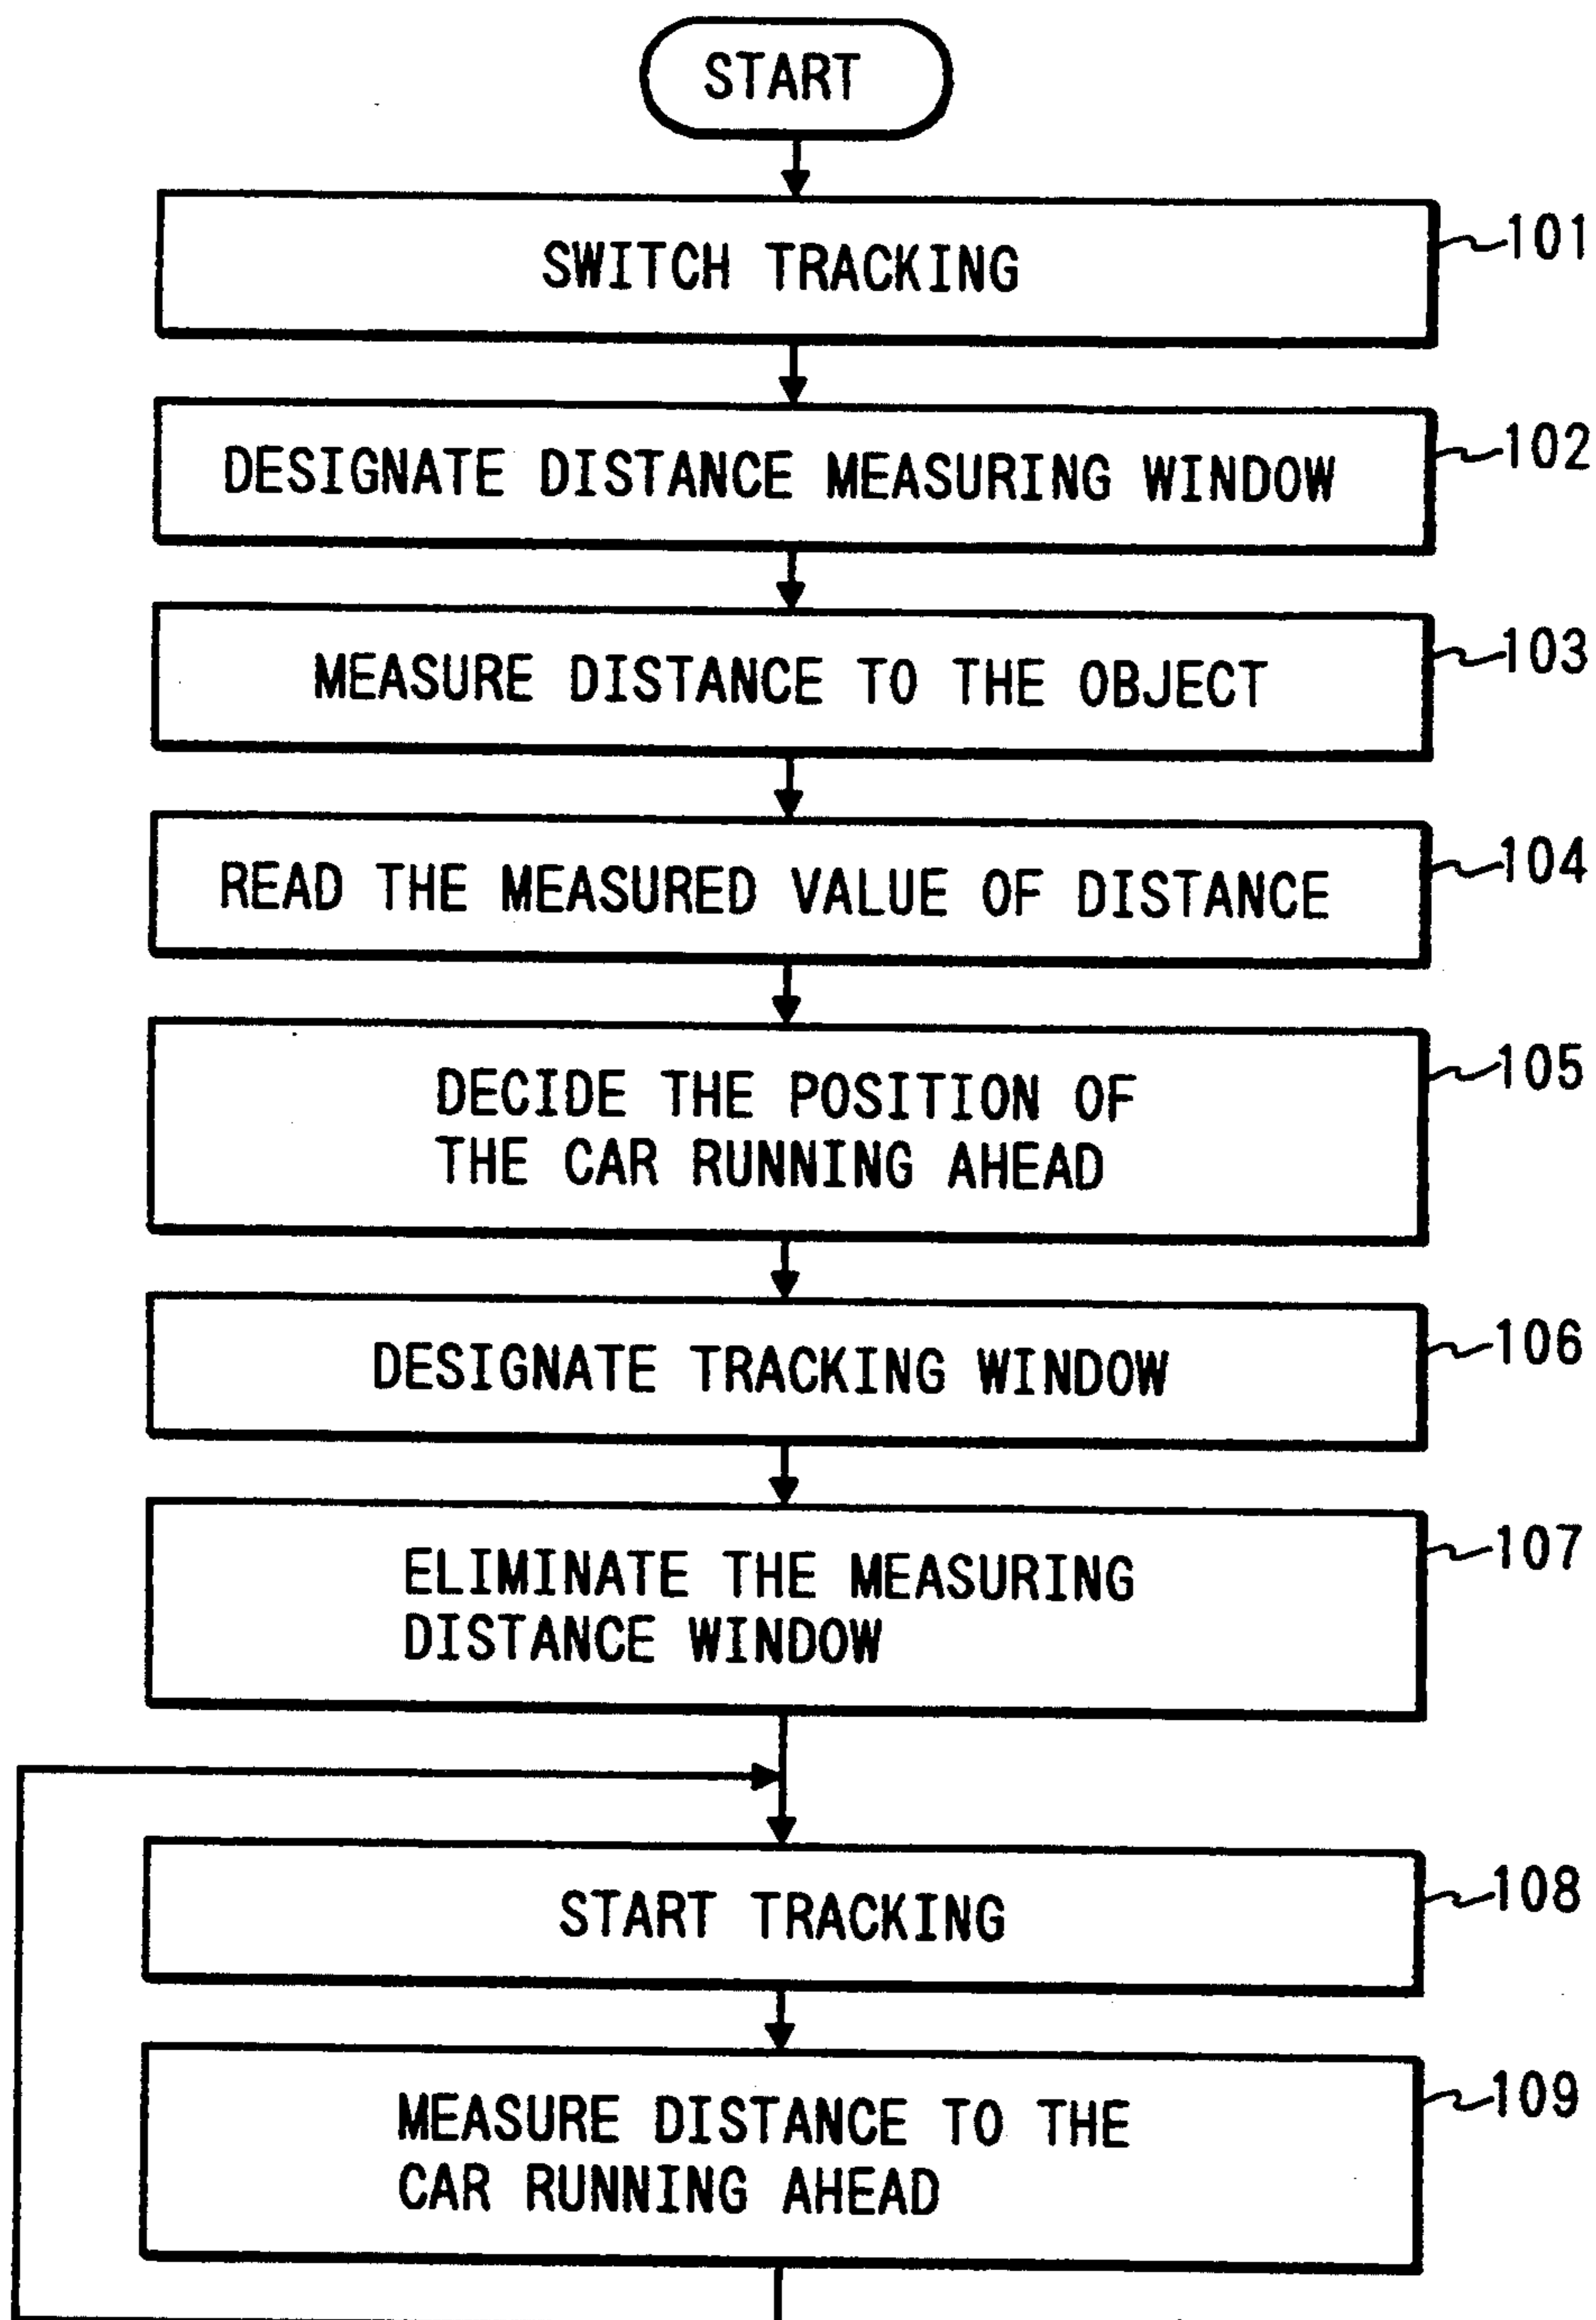 START
SWITCH TRACKING
101
DESIGNATE DISTANCE MEASURING WINDOW
102
MEASURE DISTANCE TO THE OBJECT
103
READ THE MEASURED VALUE OF DISTANCE
104
DECIDE THE POSITION OF
THE CAR RUNNING AHEAD
105
DESIGNATE TRACKING WINDOW
106
ELIMINATE THE MEASURING
DISTANCE WINDOW
107
START TRACKING
108
MEASURE DISTANCE TO THE
CAR RUNNING AHEAD
109